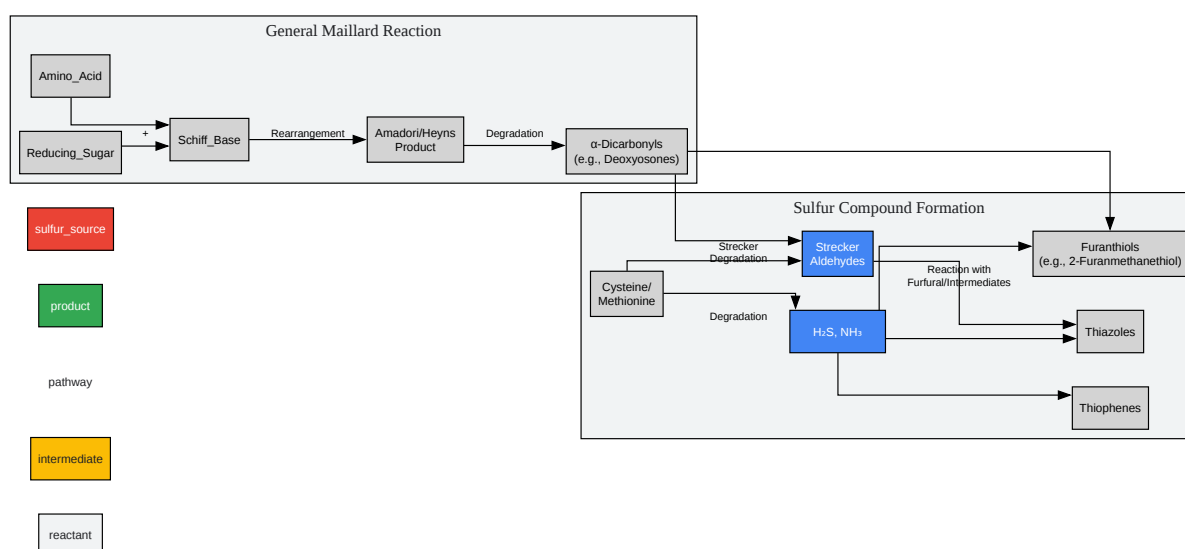 General Maillard Reaction
Amino_Acid
+
Reducing_Sugar
Schiff_Base
Rearrangement
Amadori/Heyns
Product
Degradation
α-Dicarbonyls
(e.g., Deoxyosones)
Sulfur Compound Formation
Strecker
Degradation
Strecker
Aldehydes
Cysteine/
Methionine
Degradation
H₂S, NH₃
Reaction with
Furfural/Intermediates
Furanthiols
(e.g., 2-Furanmethanethiol)
Thiazoles
Thiophenes
sulfur_source
product
pathway
intermediate
reactant